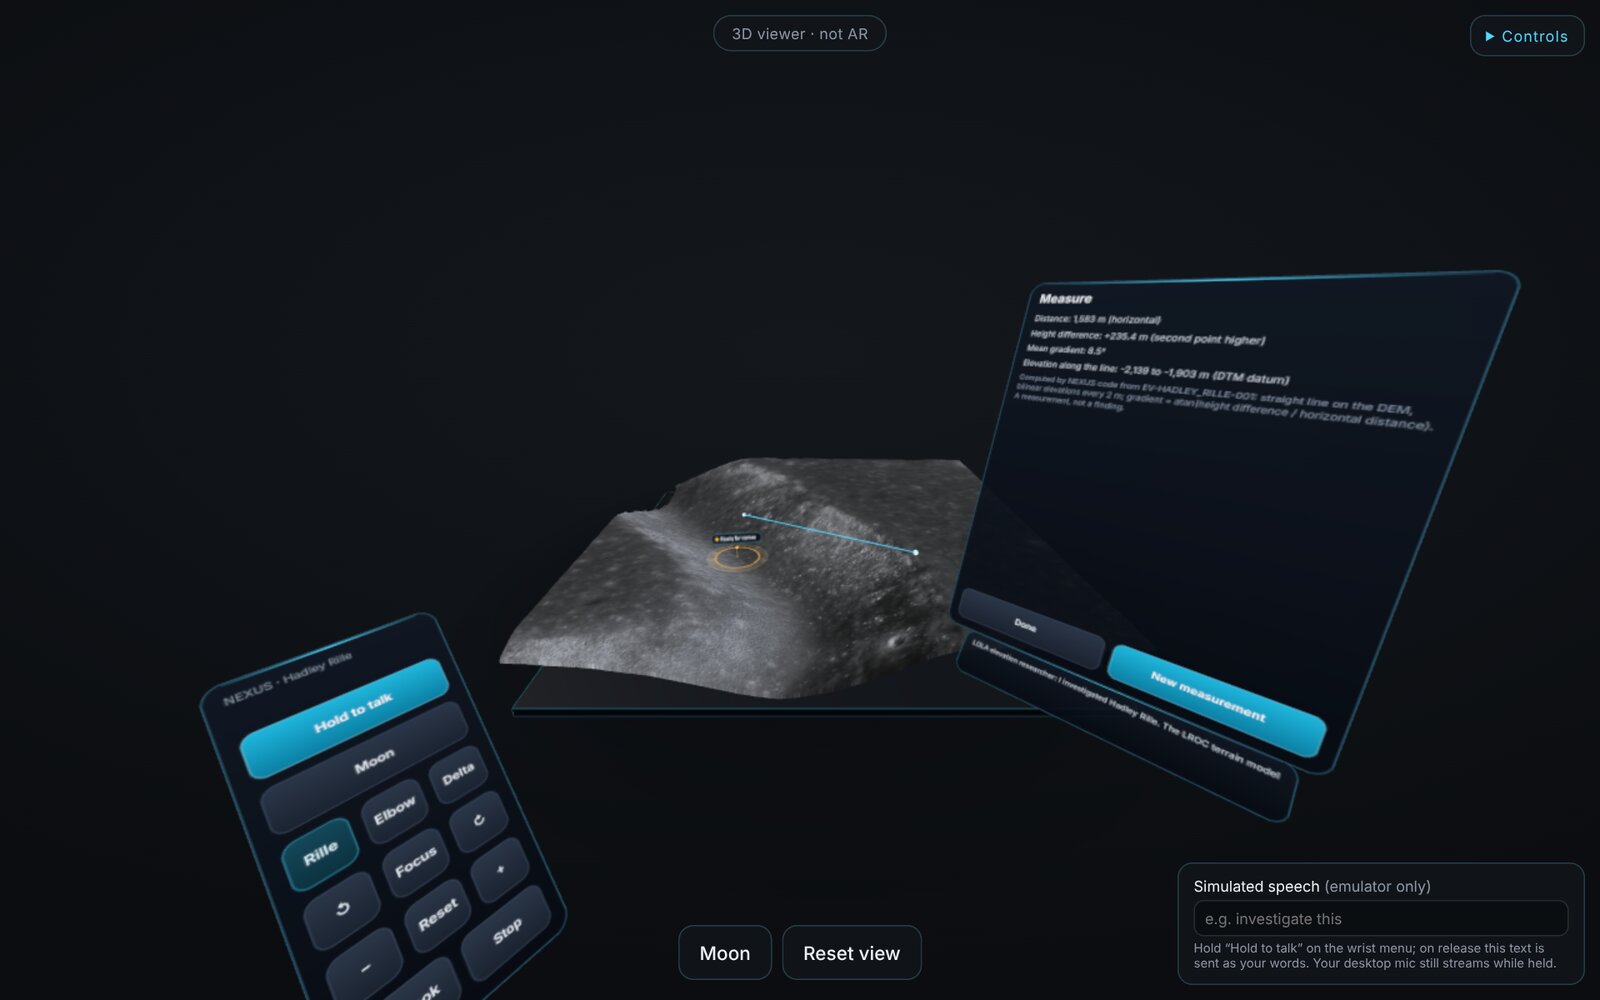 3D viewer · not AR
▶ Controls
Measure
Distance: 1,583 m (horizontal)
Height difference: +235.4 m (second point higher)
Mean gradient: 8.5°
Elevation along the line: -2,139 to -1,903 m (DTM datum)
Computed by NEXUS code from EV-HADLEY_RILLE-001: straight line on the DEM,
bilinear elevations every 2 m; gradient = atan(height difference / horizontal distance).
A measurement, not a finding.
Done
New measurement
LOLA elevation researcher: I investigated Hadley Rille. The LROC terrain model
NEXUS · Hadley Rille
Hold to talk
Moon
Rille
Elbow
Delta
↺
Focus
↻
−
Reset
+
Stop
Moon
Reset view
Simulated speech (emulator only)
e.g. investigate this
Hold “Hold to talk” on the wrist menu; on release this text is
sent as your words. Your desktop mic still streams while held.